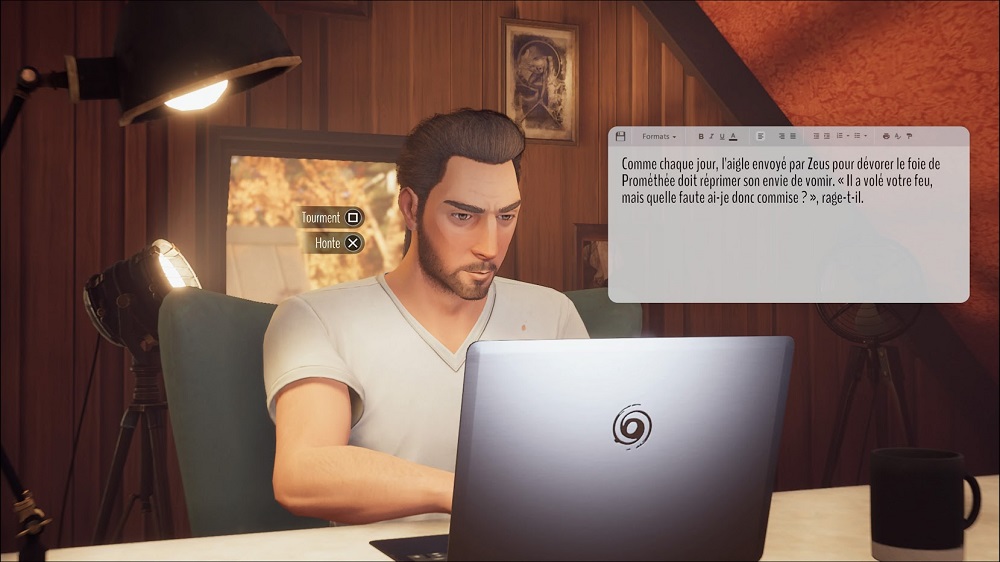 Formats
B I U A
Comme chaque jour, l'aigle envoyé par Zeus pour dévorer le foie de
Prométhée doit réprimer son envie de vomir. « Il a volé votre feu,
mais quelle faute ai-je donc commise ? », rage-t-il.
Tourment
Honte